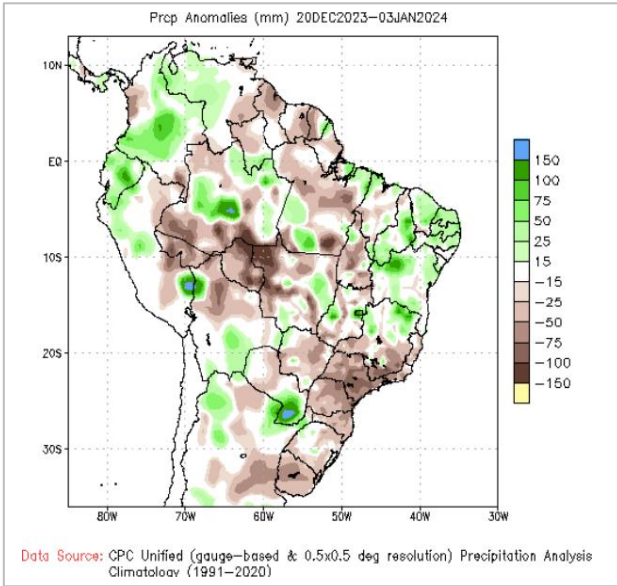 Prcp Anomalies (mm) 20DEC2023–03JAN2024
10N
EQ
10S
20S
30S
80W 70W 60W 50W 40W 30W
150
100
75
50
25
15
-15
-25
-50
-75
-100
-150
Data Source: CPC Unified (gauge-based & 0.5x0.5 deg resolution) Precipitation Analysis
Climatology (1991–2020)